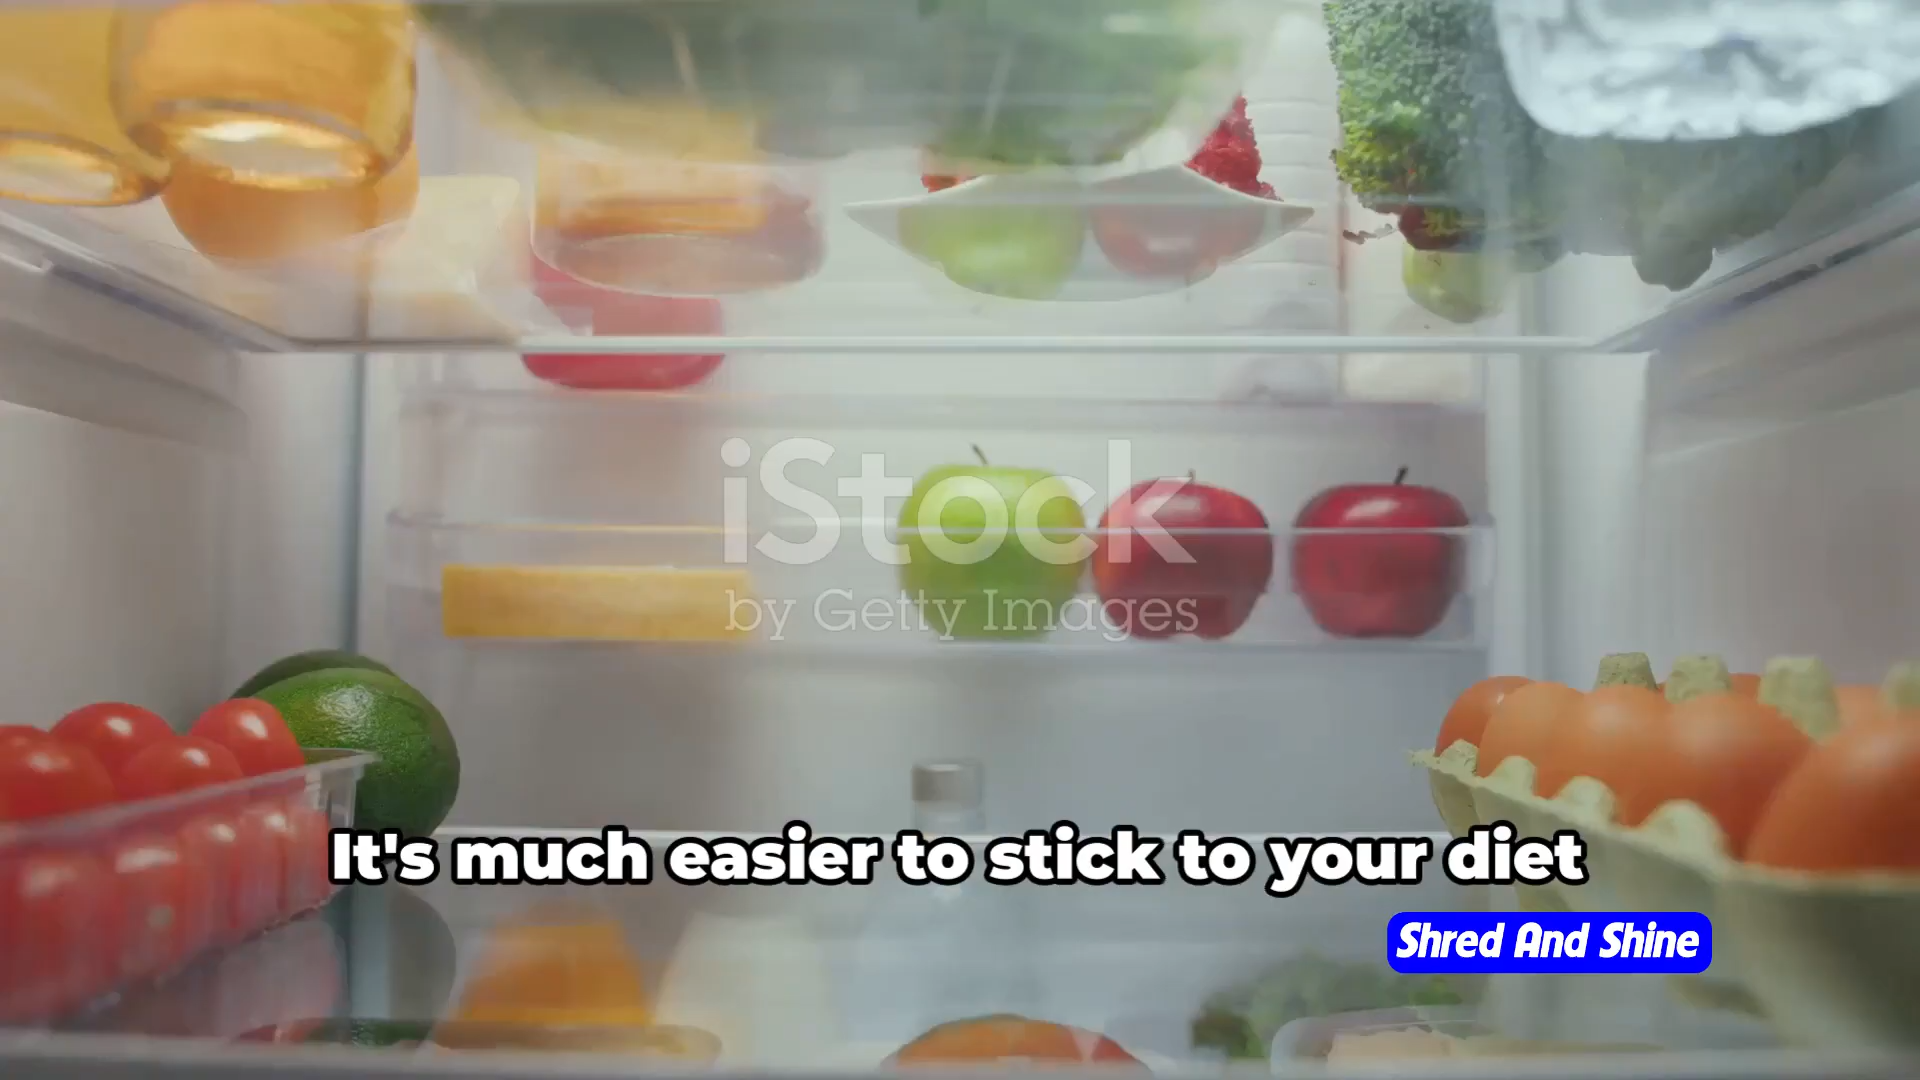 iStock
by Getty Images
It's much easier to stick to your diet
Shred And Shine